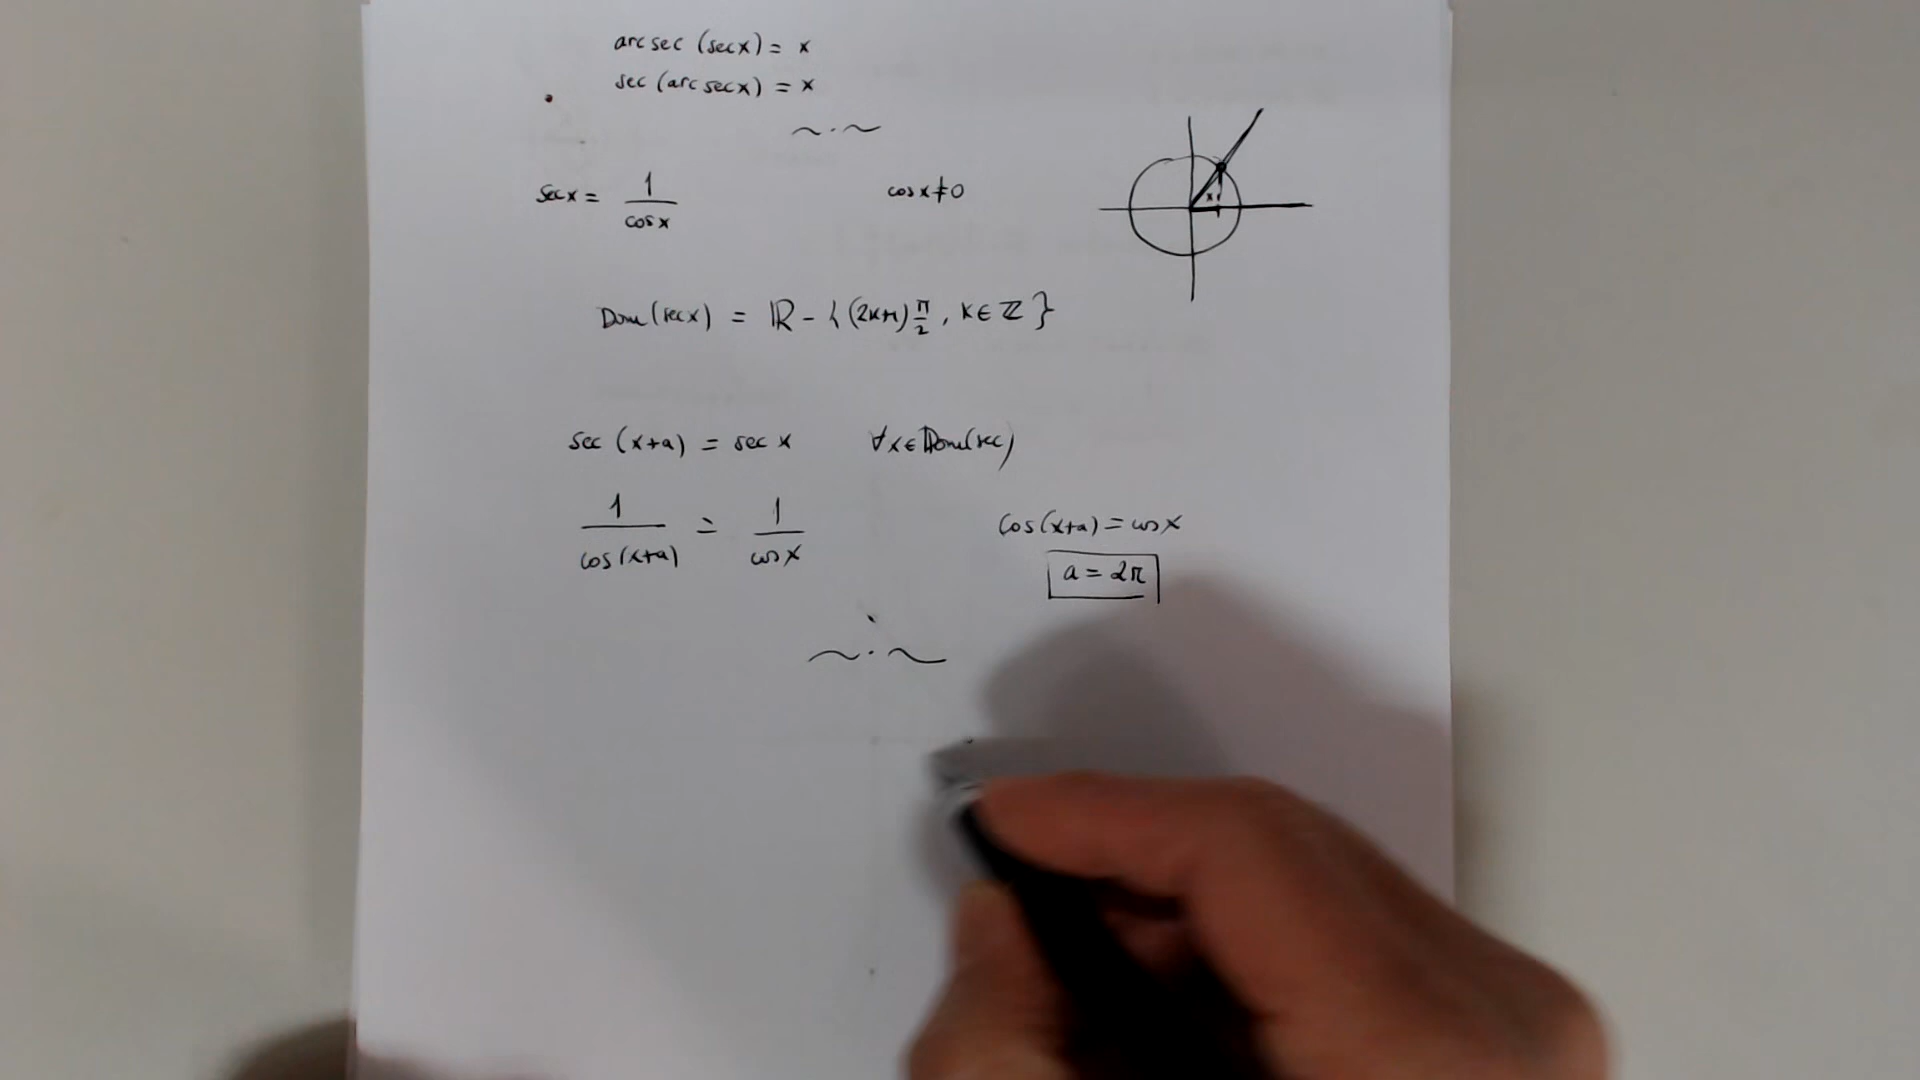 arcsec (secx) = x
sec (arcsecx) = x
secx = 1/cosx   cosx≠0
x
Dom(secx) = ℝ - {(2k+1)π/2, k∈ℤ}
sec (x+a) = sec x   ∀x∈Dom(sec)
1/cos(x+a) = 1/cosx   cos(x+a) = cosx
a = 2π